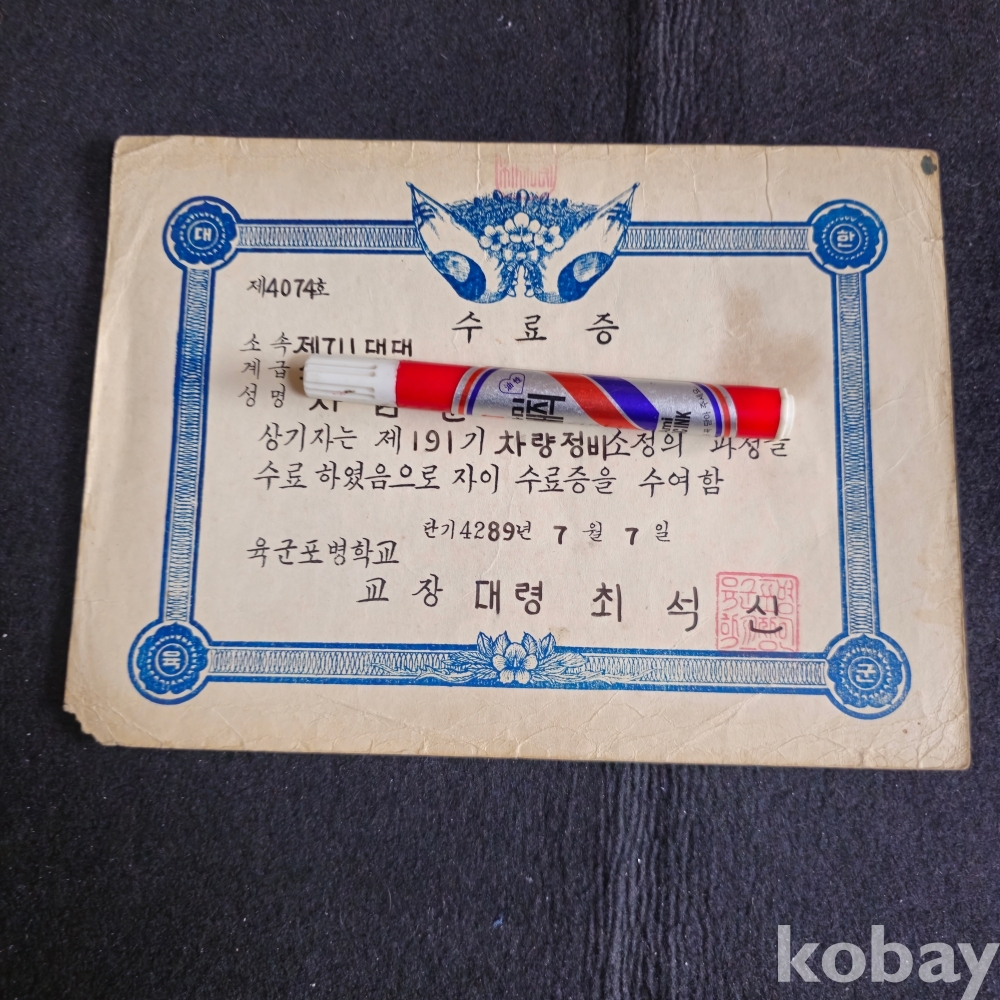 대
한
제4074호
수료증
소속 제711대대
계급
성명
상기자는 제191기 차량정비소정의 과정을
수료하였음으로 자이 수료증을 수여함
단기4289년 7월 7일
육군포병학교
교장 대령 최석신
육
군
kobay